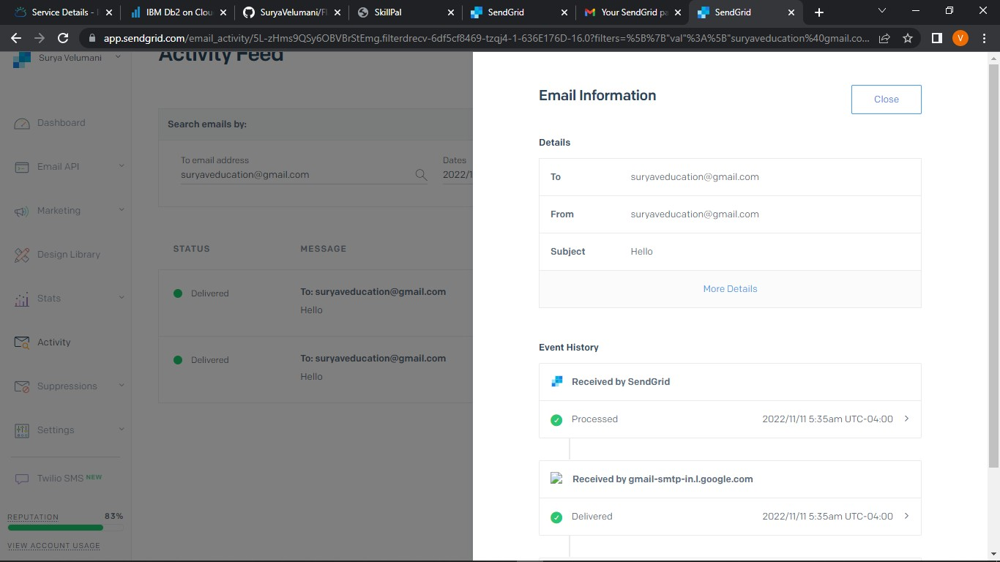 Service Details -
IBM Db2 on Clou
SuryaVelumani/Fl
SkillPal
SendGrid
Your SendGrid pa
SendGrid
app.sendgrid.com/email_activity/5L-zHms9QSy6OBVBrStEmg.filterdrecv-6df5cf8469-tzqj4-1-636E176D-16.0?filters=%5B%7B"val"%3A%5B"suryaveducation%40gmail.co...
V
Surya Velumani
Dashboard
Email API
Marketing
Design Library
Stats
Activity
Suppressions
Settings
Twilio SMS NEW
REPUTATION 83%
VIEW ACCOUNT USAGE
Activity Feed
Search emails by:
To email address
suryaveducation@gmail.com
Dates
2022/1
STATUS MESSAGE
Delivered To: suryaveducation@gmail.com
Hello
Delivered To: suryaveducation@gmail.com
Hello
Email Information
Close
Details
To suryaveducation@gmail.com
From suryaveducation@gmail.com
Subject Hello
More Details
Event History
Received by SendGrid
Processed 2022/11/11 5:35am UTC-04:00
Received by gmail-smtp-in.l.google.com
Delivered 2022/11/11 5:35am UTC-04:00